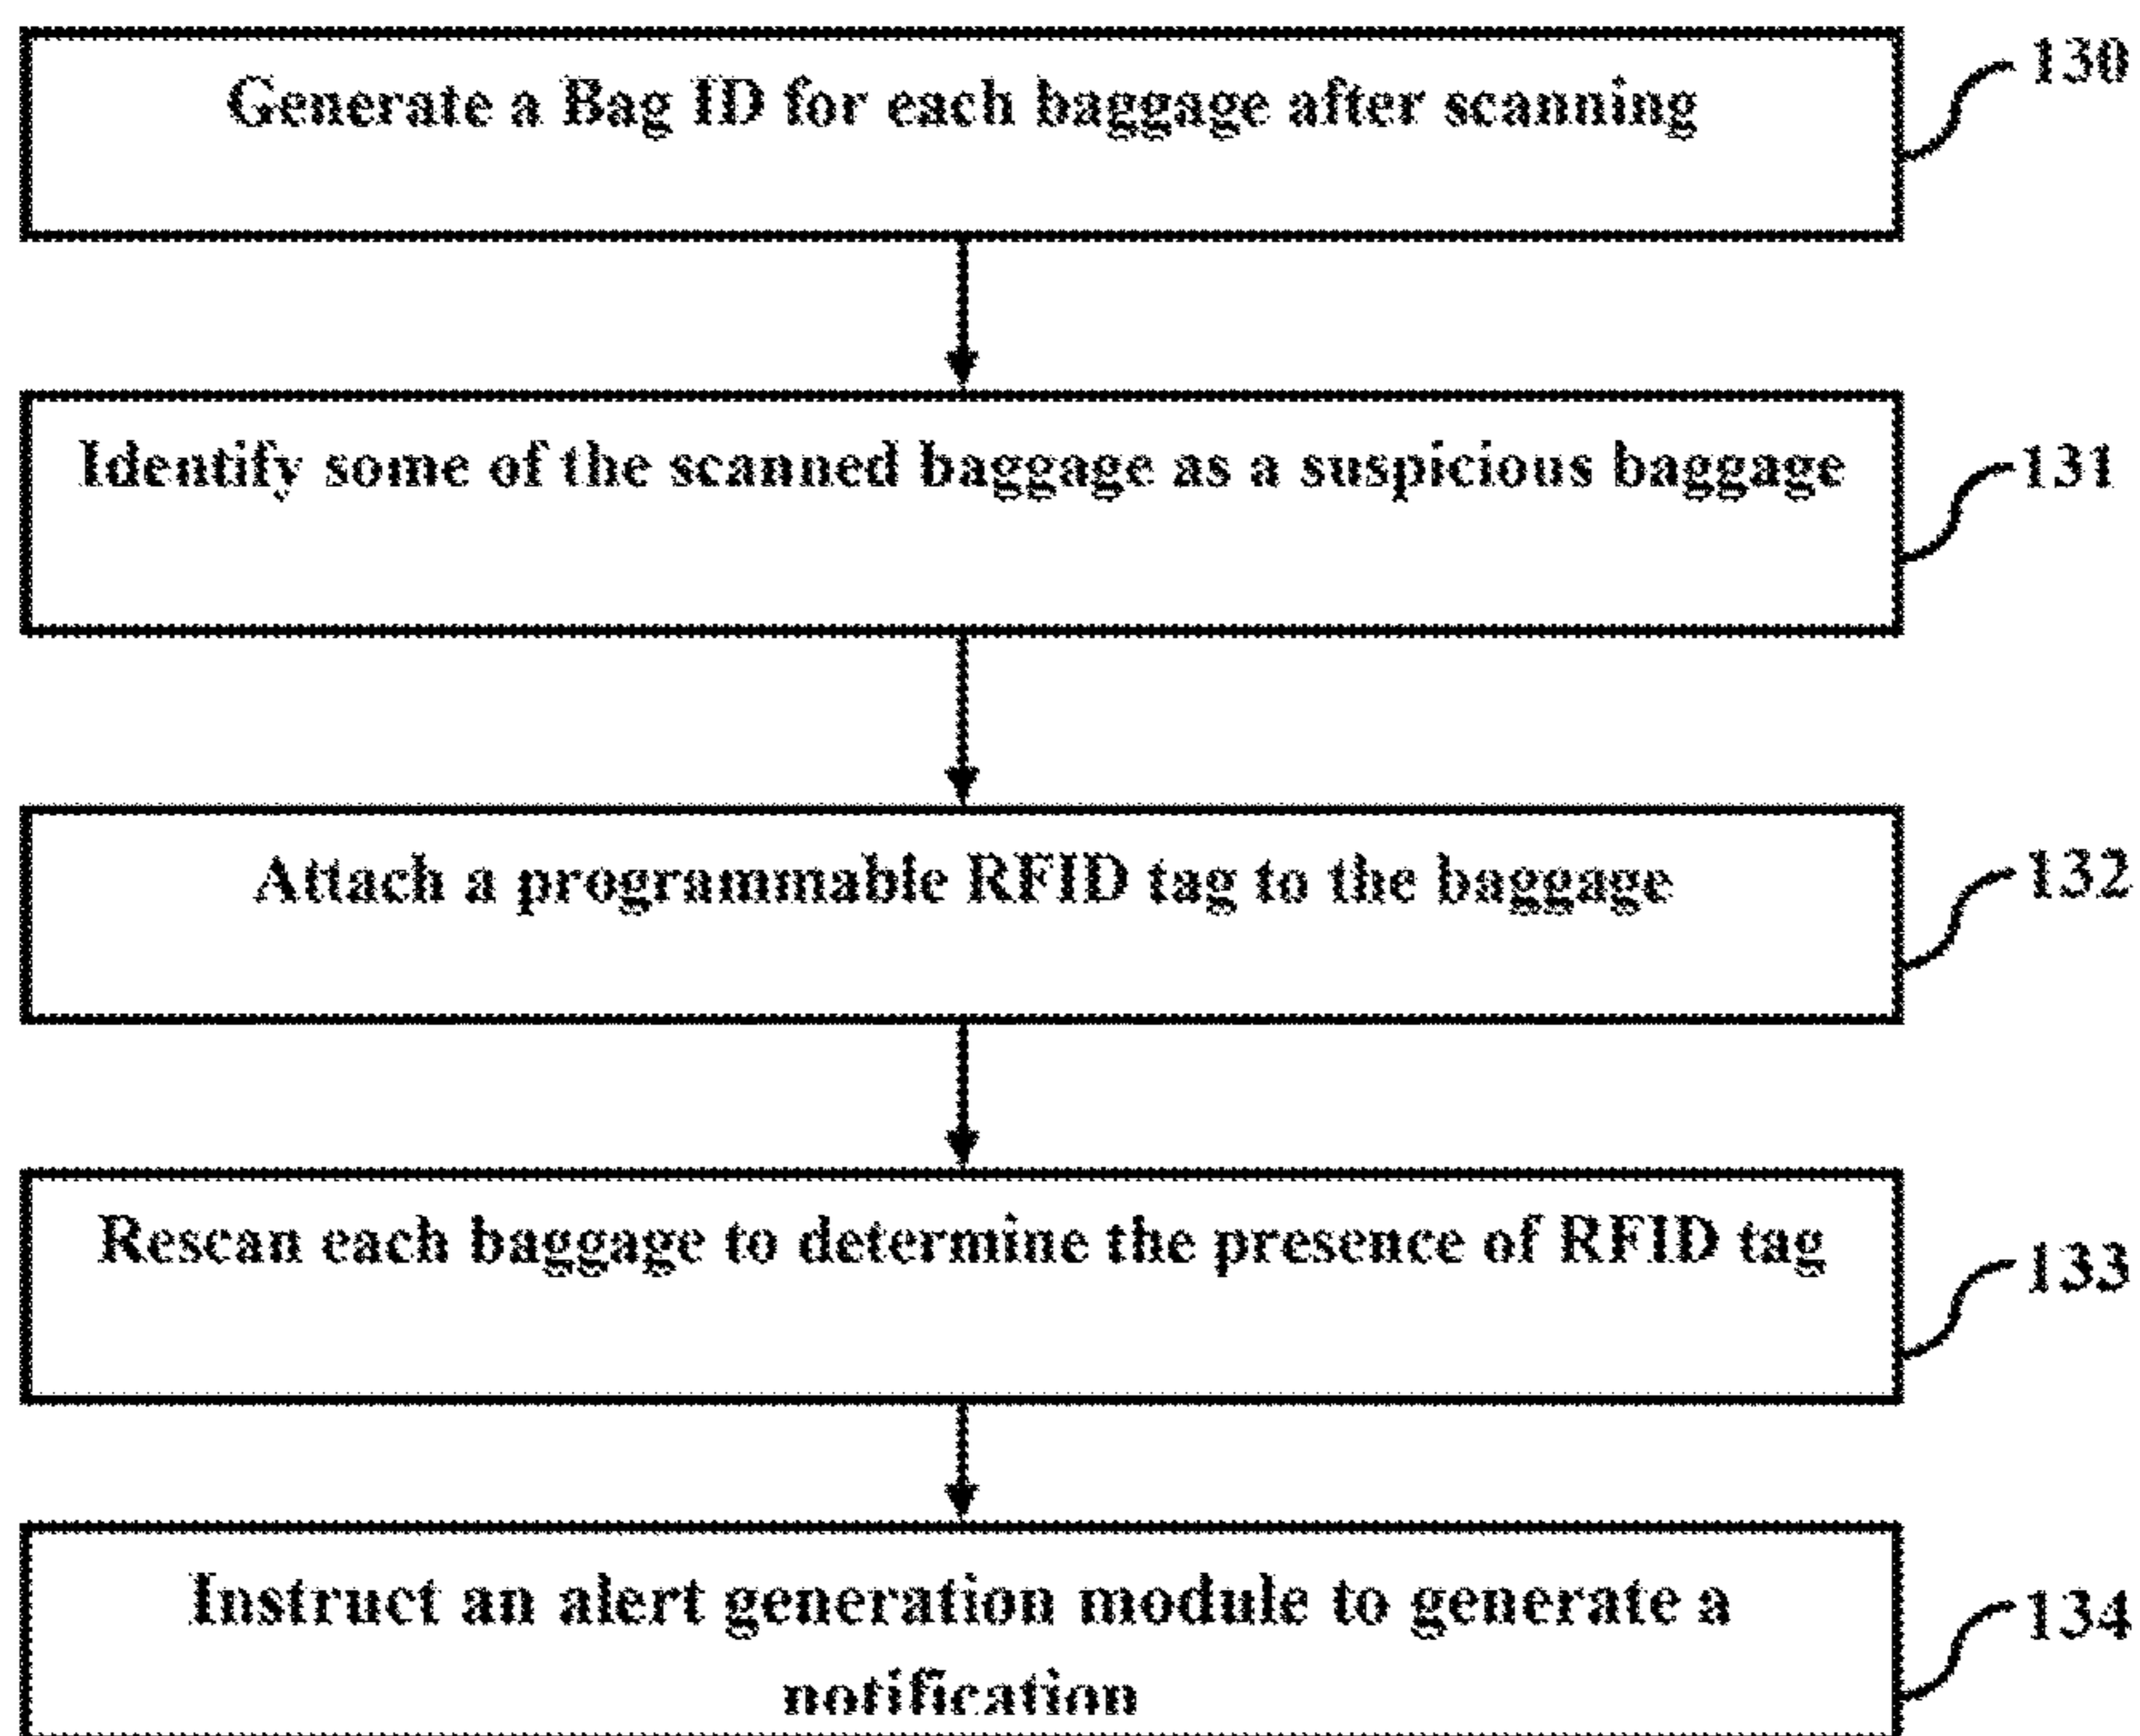 Generate a Bag ID for each baggage after scanning
130
Identify some of the scanned baggage as a suspicious baggage
131
Attach a programmable RFID tag to the baggage
132
Rescan each baggage to determine the presence of RFID tag
133
Instruct an alert generation module to generate a
notification
134